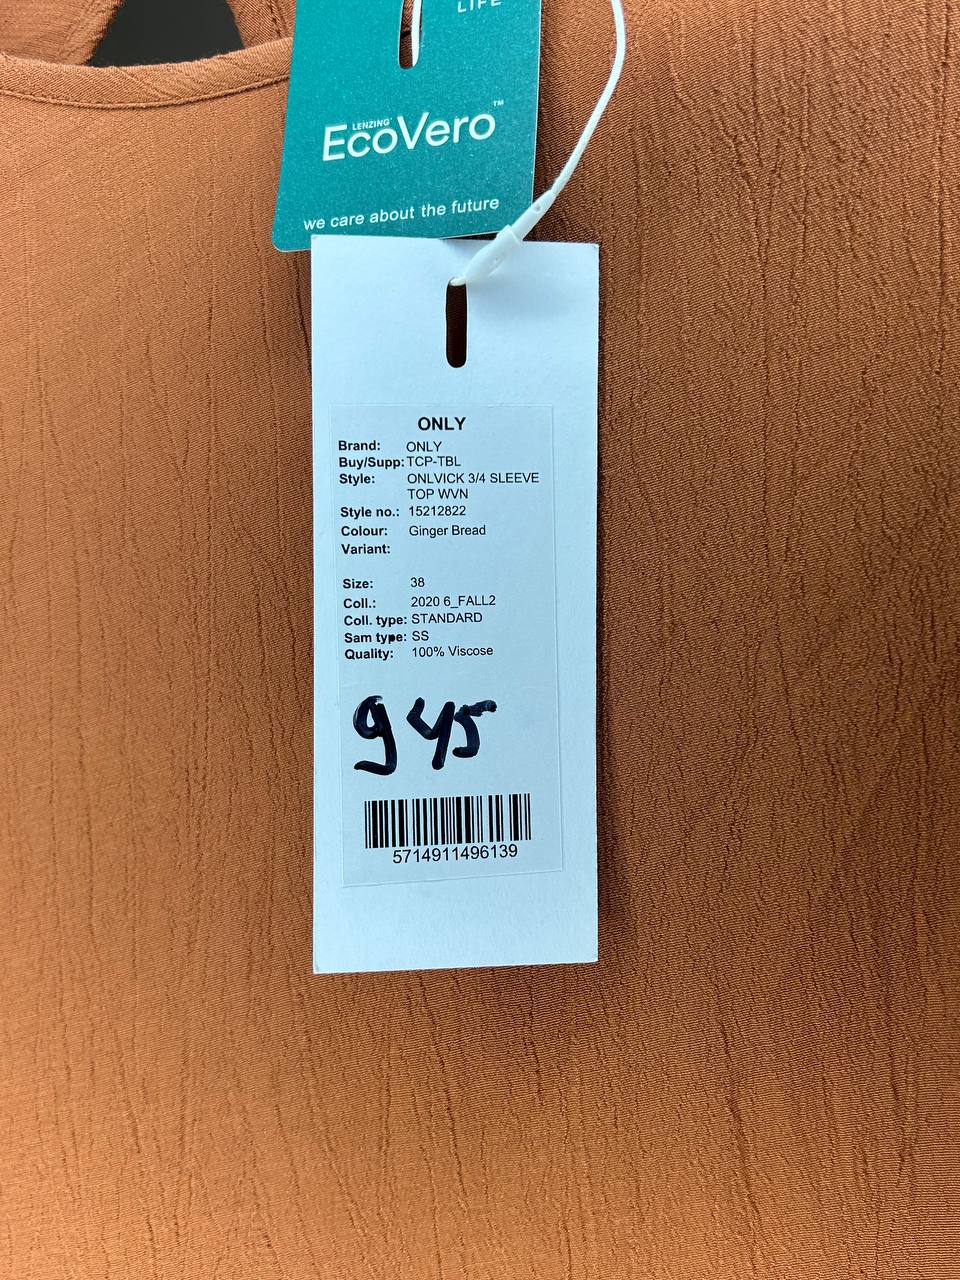 LIFE
LENZING
EcoVero™
we care about the future
ONLY
Brand: ONLY
Buy/Supp: TCP-TBL
Style: ONLVICK 3/4 SLEEVE
TOP WVN
Style no.: 15212822
Colour: Ginger Bread
Variant:
Size: 38
Coll.: 2020 6_FALL2
Coll. type: STANDARD
Sam type: SS
Quality: 100% Viscose
945
5714911496139